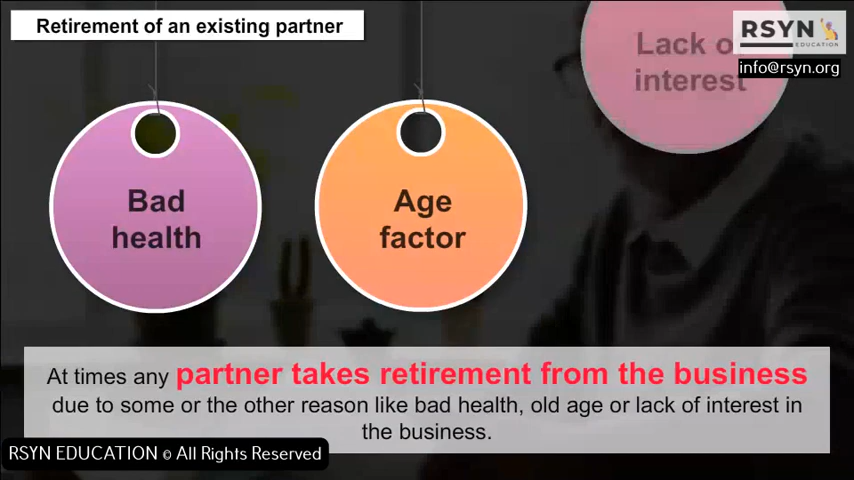 Retirement of an existing partner
RSYN
EDUCATION
info@rsyn.org
Lack o
interest
Bad
health
Age
factor
At times any partner takes retirement from the business
due to some or the other reason like bad health, old age or lack of interest in
the business.
RSYN EDUCATION © All Rights Reserved